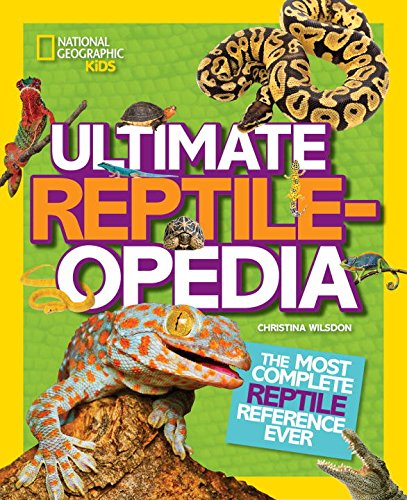 NATIONAL
GEOGRAPHIC
KiDS
ULTIMATE
REPTILE-
OPEDIA
CHRISTINA WILSDON
THE MOST
COMPLETE
REPTILE
REFERENCE
EVER